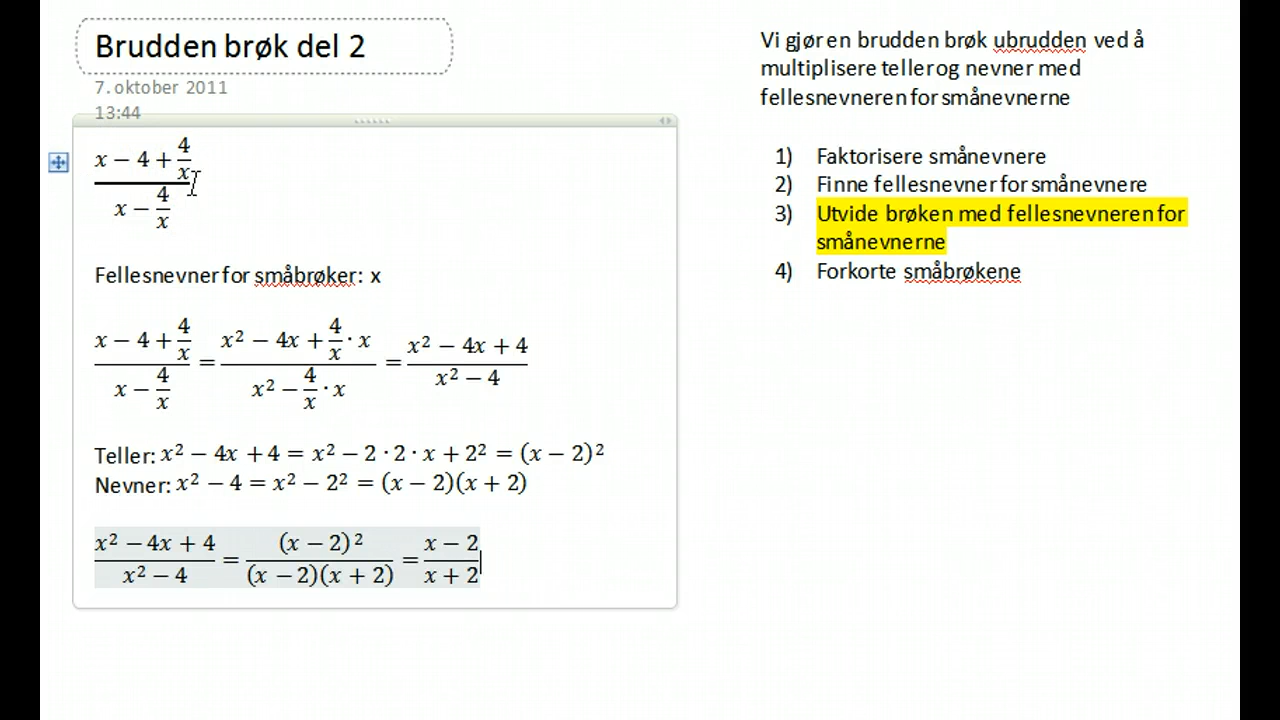 Brudden brøk del 2
7. oktober 2011
13:44
(x − 4 + 4/x) / (x − 4/x)
Fellesnevner for småbrøker: x
(x − 4 + 4/x) / (x − 4/x) = (x² − 4x + 4/x · x) / (x² − 4/x · x) = (x² − 4x + 4) / (x² − 4)
Teller: x² − 4x + 4 = x² − 2 · 2 · x + 2² = (x − 2)²
Nevner: x² − 4 = x² − 2² = (x − 2)(x + 2)
(x² − 4x + 4) / (x² − 4) = (x − 2)² / ((x − 2)(x + 2)) = (x − 2) / (x + 2)
Vi gjør en brudden brøk ubrudden ved å
multiplisere teller og nevner med
fellesnevneren for smånevnerne
1) Faktorisere smånevnere
2) Finne fellesnevner for smånevnere
3) Utvide brøken med fellesnevneren for
smånevnerne
4) Forkorte småbrøkene